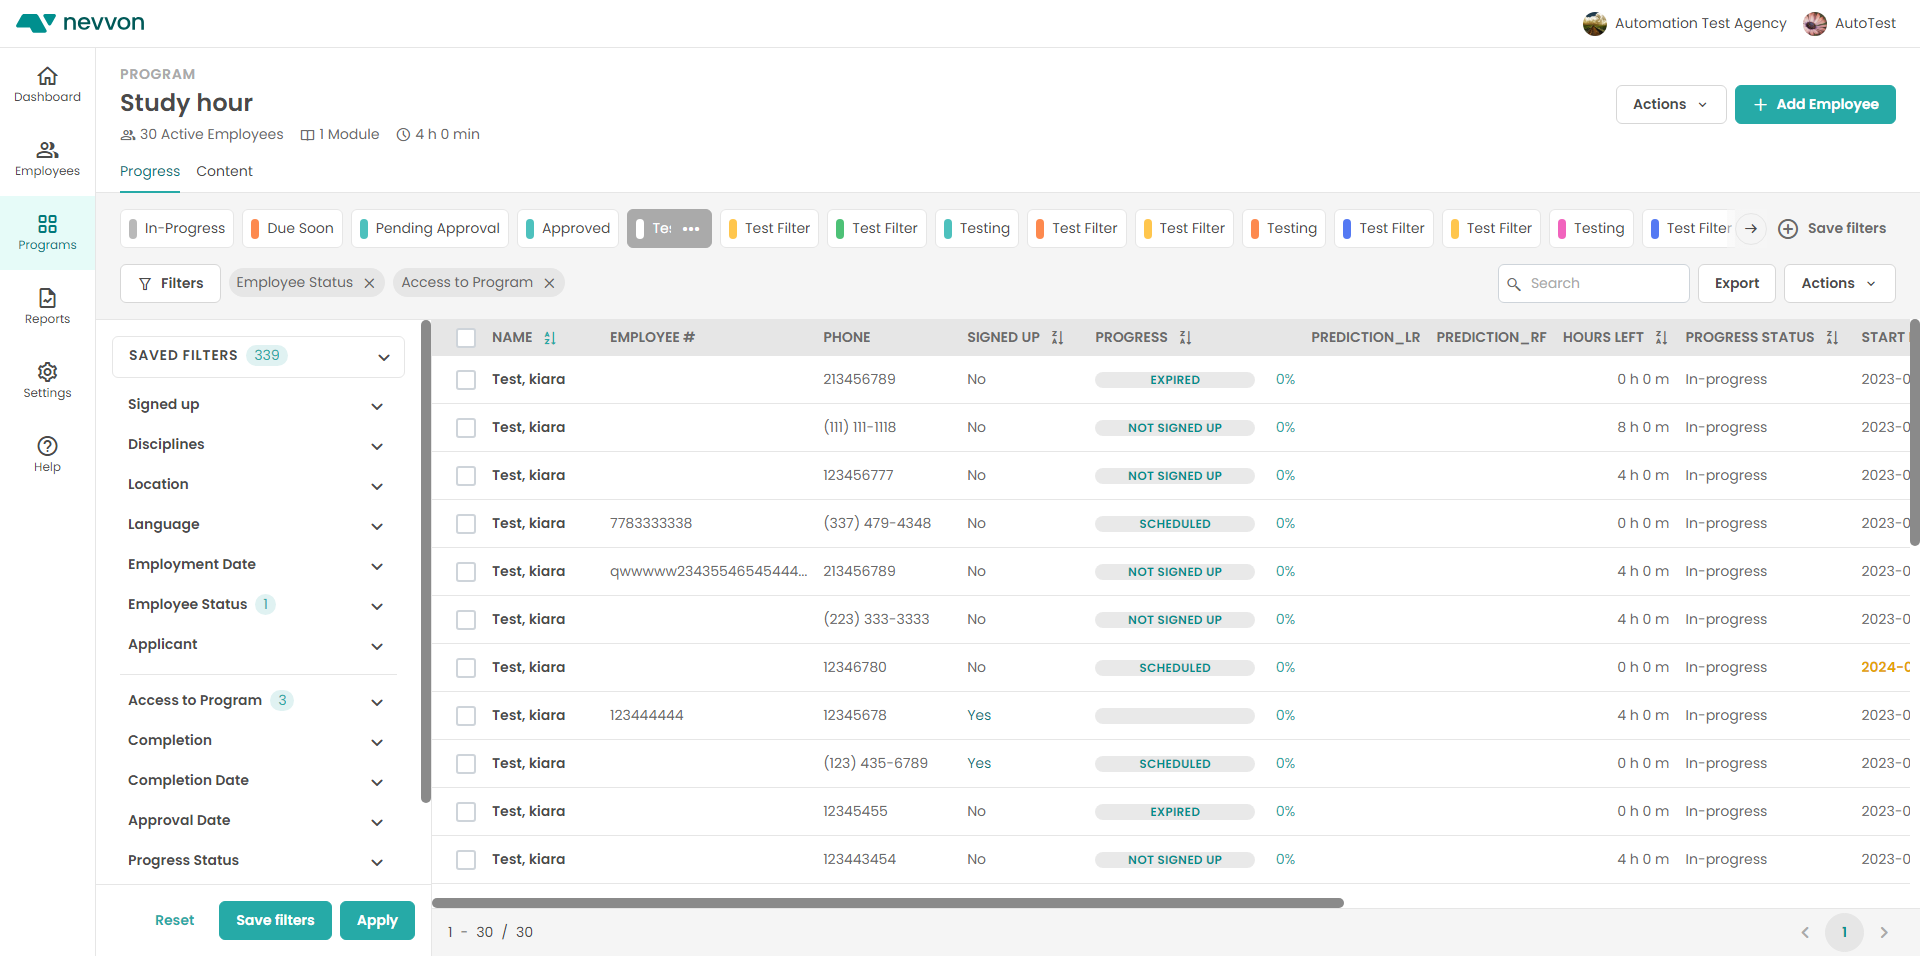 nevvon
Automation Test Agency
AutoTest
Dashboard
Employees
Programs
Reports
Settings
Help
PROGRAM
Study hour
30 Active Employees 1 Module 4 h 0 min
Actions
+ Add Employee
Progress Content
In-Progress Due Soon Pending Approval Approved Tes ••• Test Filter Test Filter Testing Test Filter Test Filter Testing Test Filter Test Filter Testing Test Filter → Save filters
Filters Employee Status × Access to Program × Search Export Actions
SAVED FILTERS 339
Signed up
Disciplines
Location
Language
Employment Date
Employee Status 1
Applicant
Access to Program 3
Completion
Completion Date
Approval Date
Progress Status
Reset Save filters Apply
NAME EMPLOYEE # PHONE SIGNED UP PROGRESS PREDICTION_LR PREDICTION_RF HOURS LEFT PROGRESS STATUS START
Test, kiara 213456789 No EXPIRED 0% 0 h 0 m In-progress 2023-0
Test, kiara (111) 111-1118 No NOT SIGNED UP 0% 8 h 0 m In-progress 2023-0
Test, kiara 123456777 No NOT SIGNED UP 0% 4 h 0 m In-progress 2023-0
Test, kiara 7783333338 (337) 479-4348 No SCHEDULED 0% 0 h 0 m In-progress 2023-0
Test, kiara qwwwww23435546545444... 213456789 No NOT SIGNED UP 0% 4 h 0 m In-progress 2023-0
Test, kiara (223) 333-3333 No NOT SIGNED UP 0% 4 h 0 m In-progress 2023-0
Test, kiara 12346780 No SCHEDULED 0% 0 h 0 m In-progress 2024-0
Test, kiara 123444444 12345678 Yes 0% 4 h 0 m In-progress 2023-0
Test, kiara (123) 435-6789 Yes SCHEDULED 0% 0 h 0 m In-progress 2023-0
Test, kiara 12345455 No EXPIRED 0% 0 h 0 m In-progress 2023-0
Test, kiara 123443454 No NOT SIGNED UP 0% 4 h 0 m In-progress 2023-0
1 - 30 / 30
< 1 >